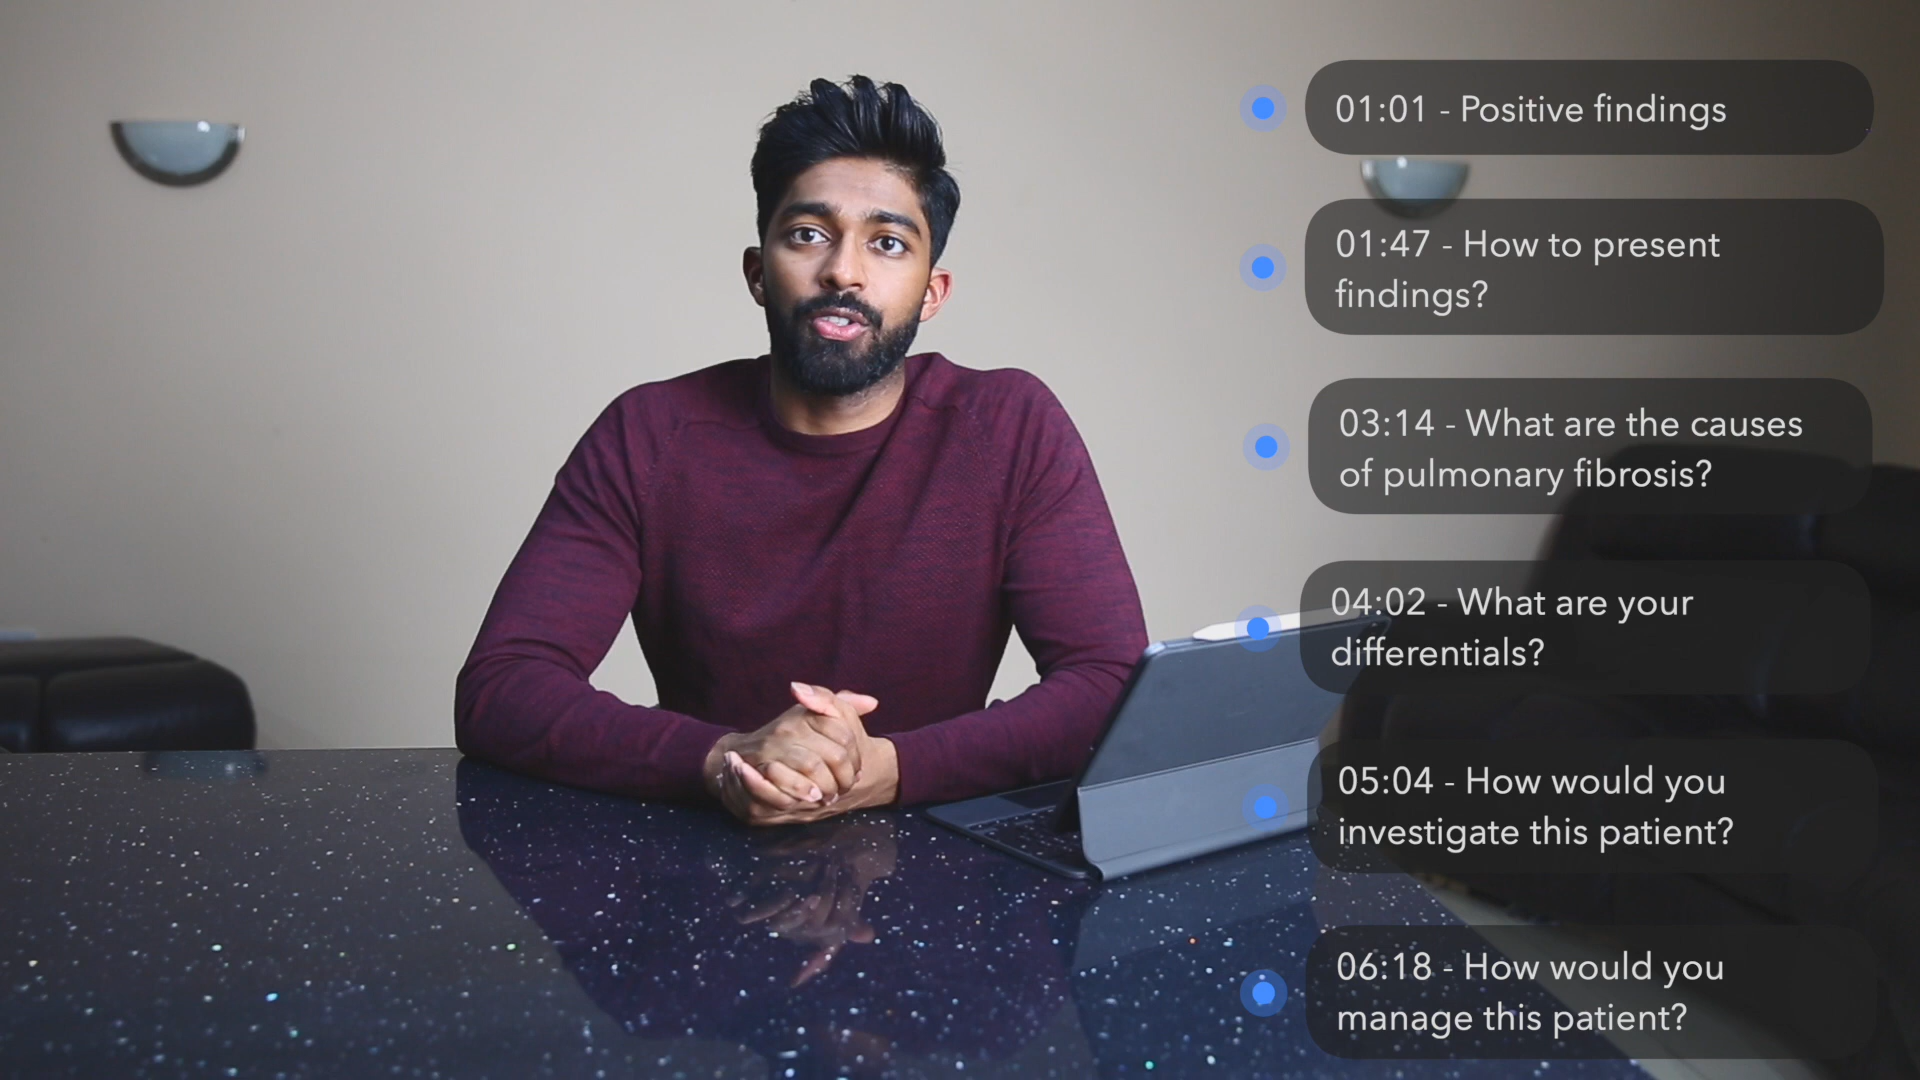 01:01 - Positive findings
01:47 - How to present
findings?
03:14 - What are the causes
of pulmonary fibrosis?
04:02 - What are your
differentials?
05:04 - How would you
investigate this patient?
06:18 - How would you
manage this patient?